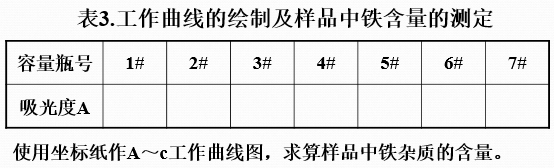 表3.工作曲线的绘制及样品中铁含量的测定
容量瓶号 1# 2# 3# 4# 5# 6# 7#
吸光度A
使用坐标纸作A～c工作曲线图，求算样品中铁杂质的含量。